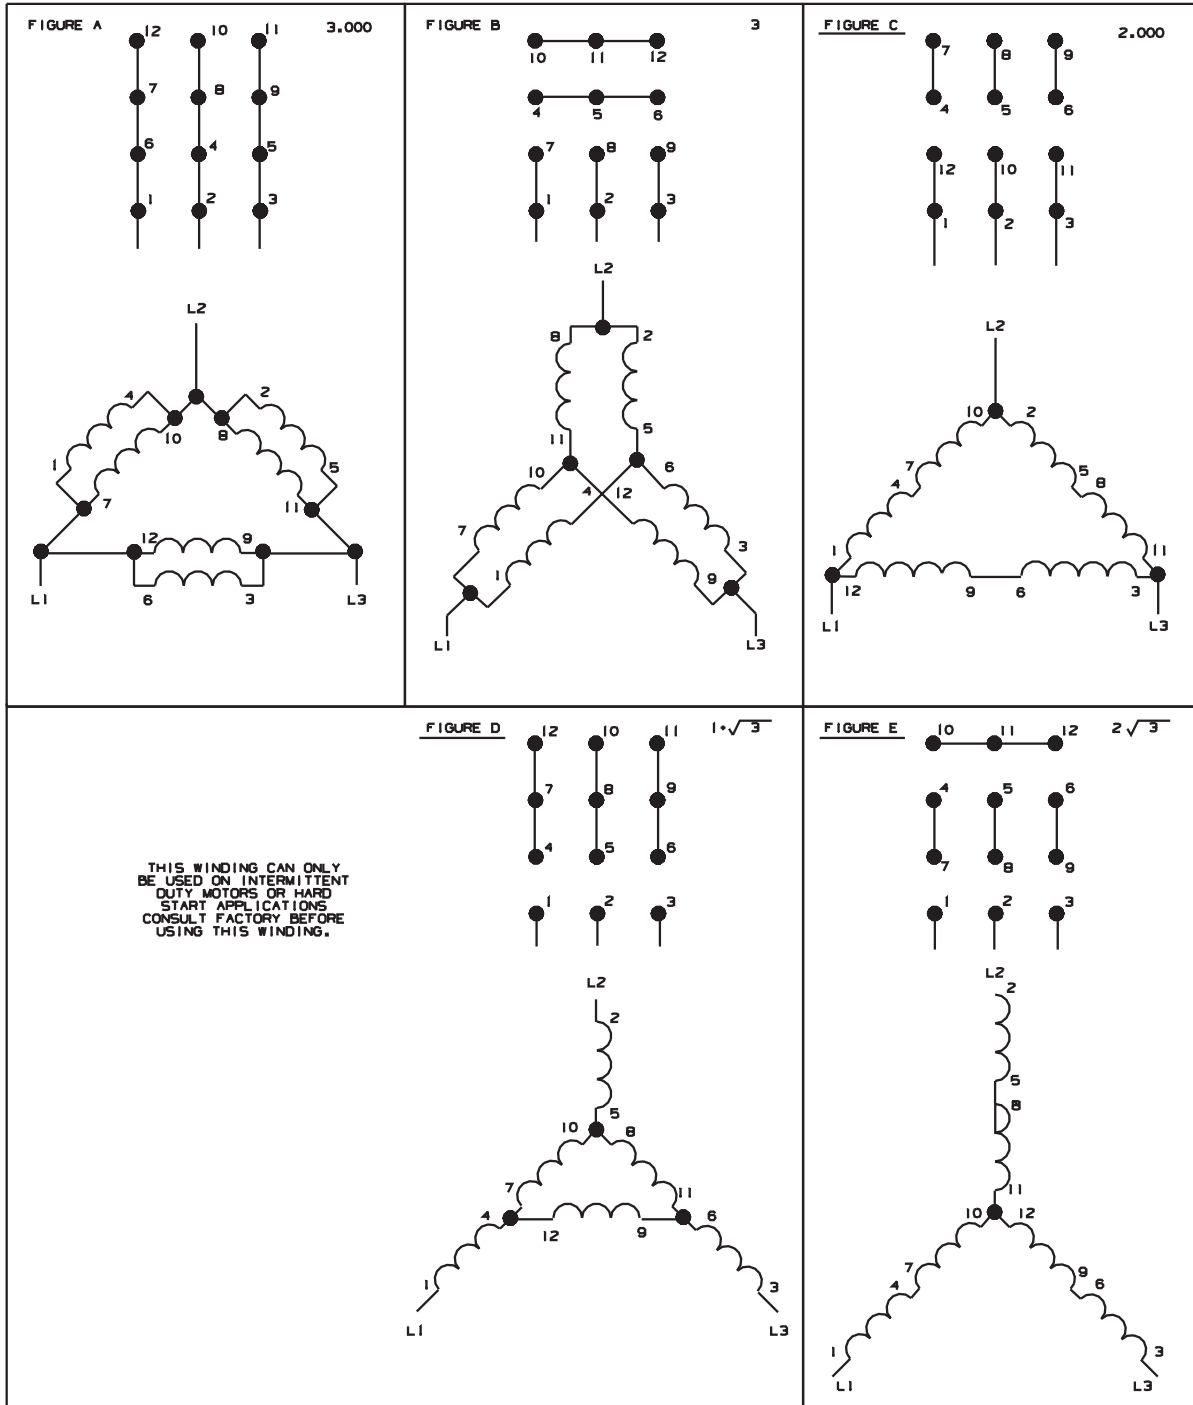 FIGURE A 3.000
12 10 11
7 8 9
6 4 5
1 2 3
L2
4 2
10 8
1 5
7 11
12 9
6 3
L1 L3
FIGURE B 3
10 11 12
4 5 6
7 8 9
1 2 3
L2
8 2
11 5
10 4 12 6
7 3
1 9
L1 L3
FIGURE C 2.000
7 8 9
4 5 6
12 10 11
1 2 3
L2
10 2
7 5
4 8
1 11
12 9 6 3
L1 L3
THIS WINDING CAN ONLY
BE USED ON INTERMITTENT
DUTY MOTORS OR HARD
START APPLICATIONS
CONSULT FACTORY BEFORE
USING THIS WINDING.
FIGURE D 1+√3
12 10 11
7 8 9
4 5 6
1 2 3
L2
2
5
10 8
7 11
4 6
12 9
1 3
L1 L3
FIGURE E 2√3
10 11 12
4 5 6
7 8 9
1 2 3
L2
2
5
8
11
10 12
7 9
4 6
1 3
L1 L3